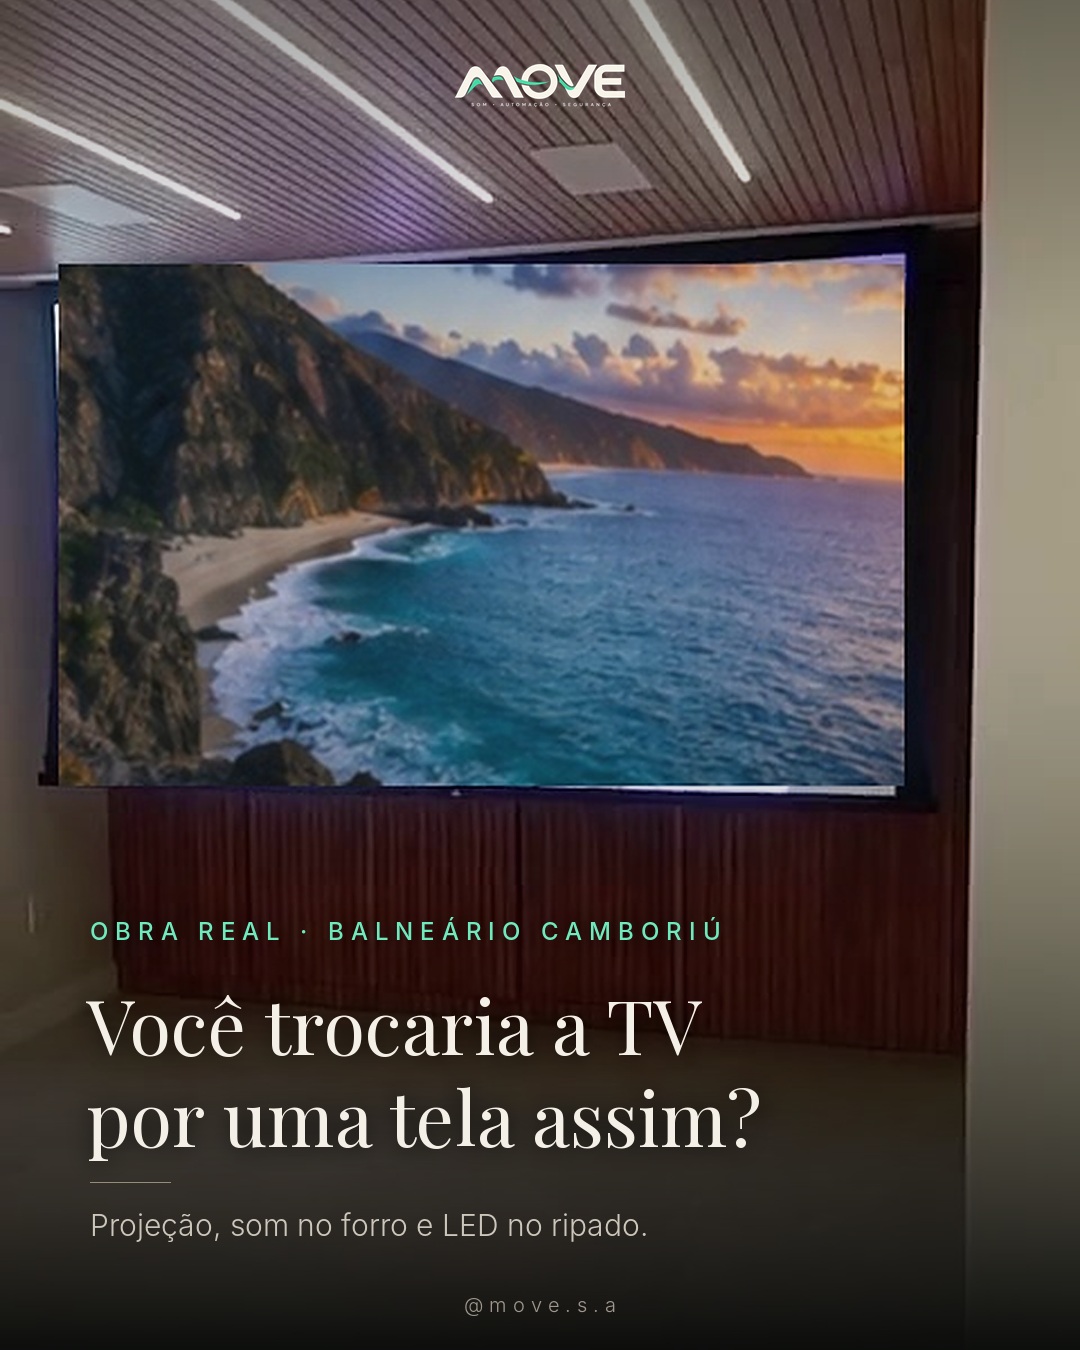 MOVE
SOM · AUTOMAÇÃO · SEGURANÇA
OBRA REAL · BALNEÁRIO CAMBORIÚ
Você trocaria a TV
por uma tela assim?
Projeção, som no forro e LED no ripado.
@move.s.a